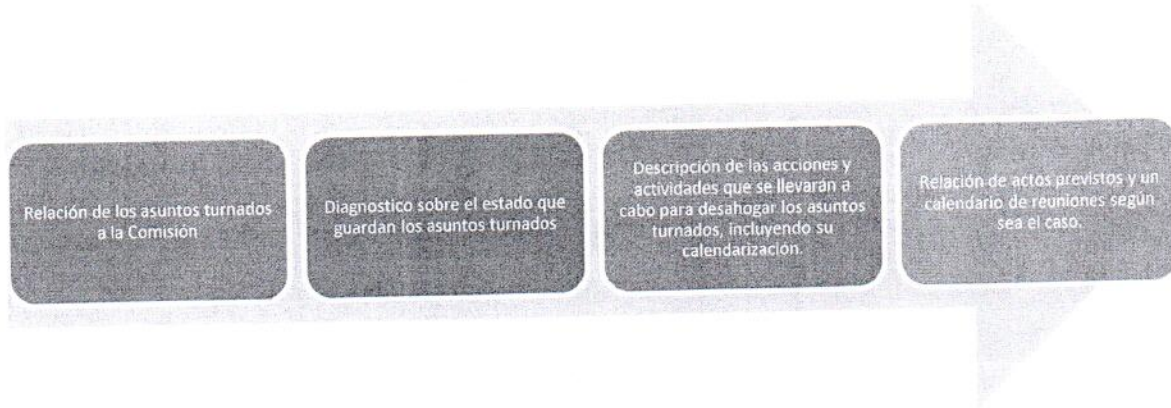 Relación de los asuntos turnados
a la Comisión
Diagnostico sobre el estado que
guardan los asuntos turnados
Descripción de las acciones y
actividades que se llevarán a
cabo para desahogar los asuntos
turnados, incluyendo su
calendarización.
Relación de actos previstos y un
calendario de reuniones según
sea el caso.